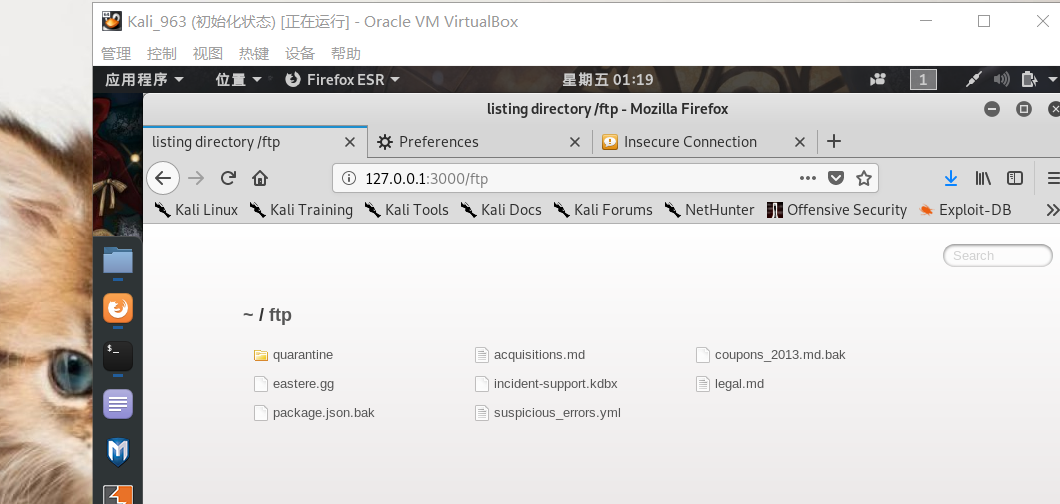 Kali_963 (初始化状态) [正在运行] - Oracle VM VirtualBox
管理 控制 视图 热键 设备 帮助
应用程序 位置 Firefox ESR 星期五 01:19 1
listing directory /ftp - Mozilla Firefox
listing directory /ftp Preferences Insecure Connection
127.0.0.1:3000/ftp
Kali Linux Kali Training Kali Tools Kali Docs Kali Forums NetHunter Offensive Security Exploit-DB
Search
~ / ftp
quarantine acquisitions.md coupons_2013.md.bak
eastere.gg incident-support.kdbx legal.md
package.json.bak suspicious_errors.yml